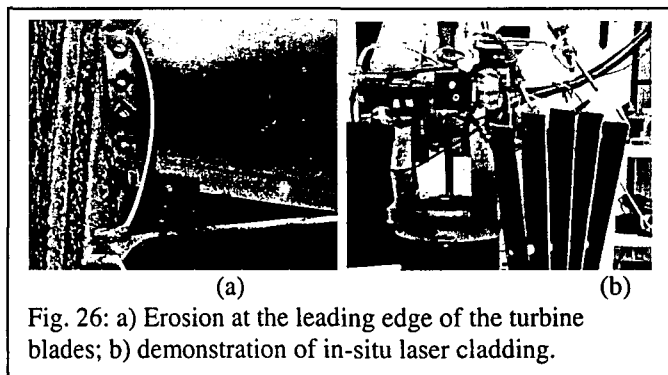 (a)
(b)
Fig. 26: a) Erosion at the leading edge of the turbine
blades; b) demonstration of in-situ laser cladding.